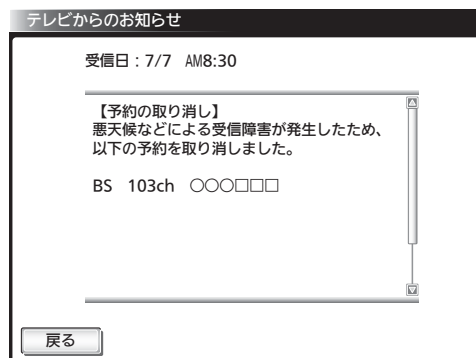 テレビからのお知らせ
受信日：7/7 AM8:30
【予約の取り消し】
悪天候などによる受信障害が発生したため、
以下の予約を取り消しました。
BS 103ch 〇〇〇□□□
戻る